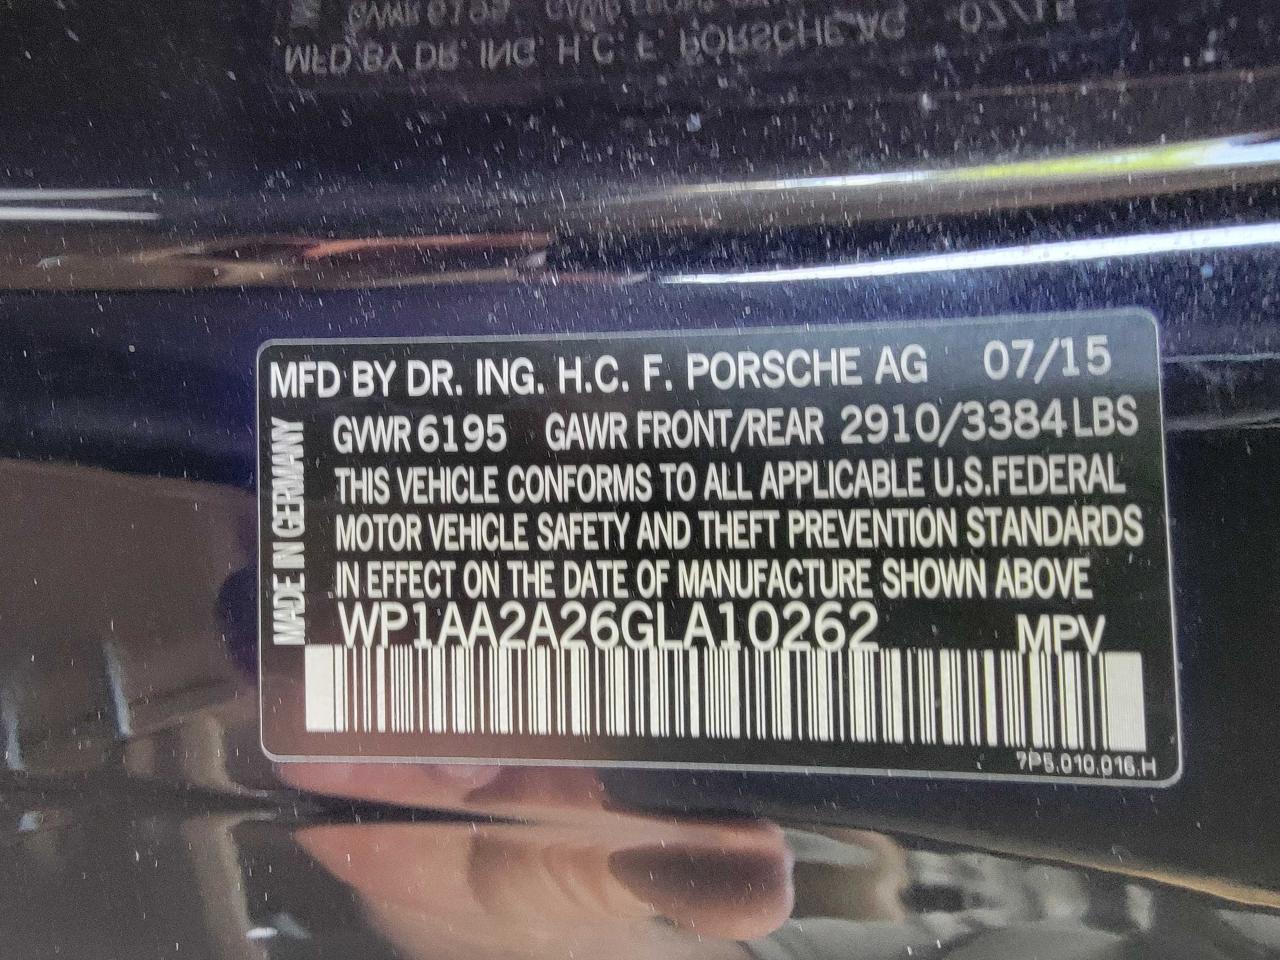 MFD BY DR. ING. H.C. F. PORSCHE AG 07/15
GVWR 6195 GAWR FRONT/REAR 2910/3384 LBS
THIS VEHICLE CONFORMS TO ALL APPLICABLE U.S.FEDERAL
MOTOR VEHICLE SAFETY AND THEFT PREVENTION STANDARDS
IN EFFECT ON THE DATE OF MANUFACTURE SHOWN ABOVE
WP1AA2A26GLA10262 MPV
7P5.010.016.H
MADE IN GERMANY